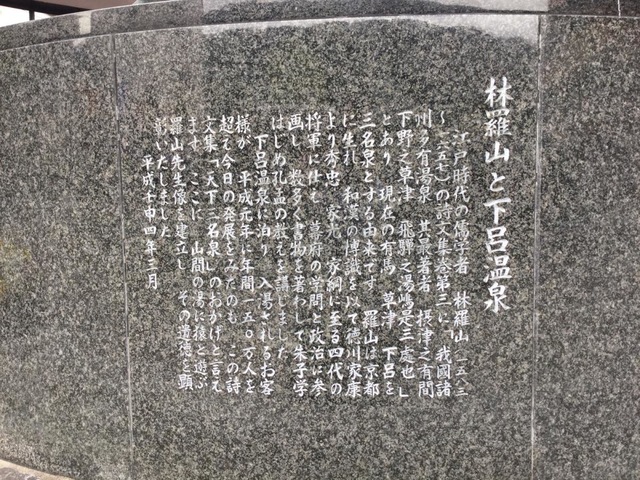 林羅山と下呂温泉
江戸時代の儒学者 林羅山(一五八三
〜一六五七)の詩文集巻第三に「我國諸
州多有湯泉 其最著者 摂津之有間
下野之草津 飛騨之湯嶋是三處也」
とあり 現在の有馬 草津 下呂を
三名泉とする由来です 羅山は京都
に生れ 和漢の博識を以て徳川家康
より秀忠 家光 家綱に至る四代の
将軍に仕え 幕府の学問と政治に参
画し 数多く書物を著わして朱子学
はじめ孔孟の教えを講じました
下呂温泉に泊り 入湯されるお客
様が 平成元年に年間一五〇万人を
超え今日の発展をみたのも この詩
文集「天下三名泉」のおかげと言え
ます ここに 山間の湯に猿と遊ぶ
羅山先生像を建立し その遺徳を顕
彰いたしました
平成壬申四年三月